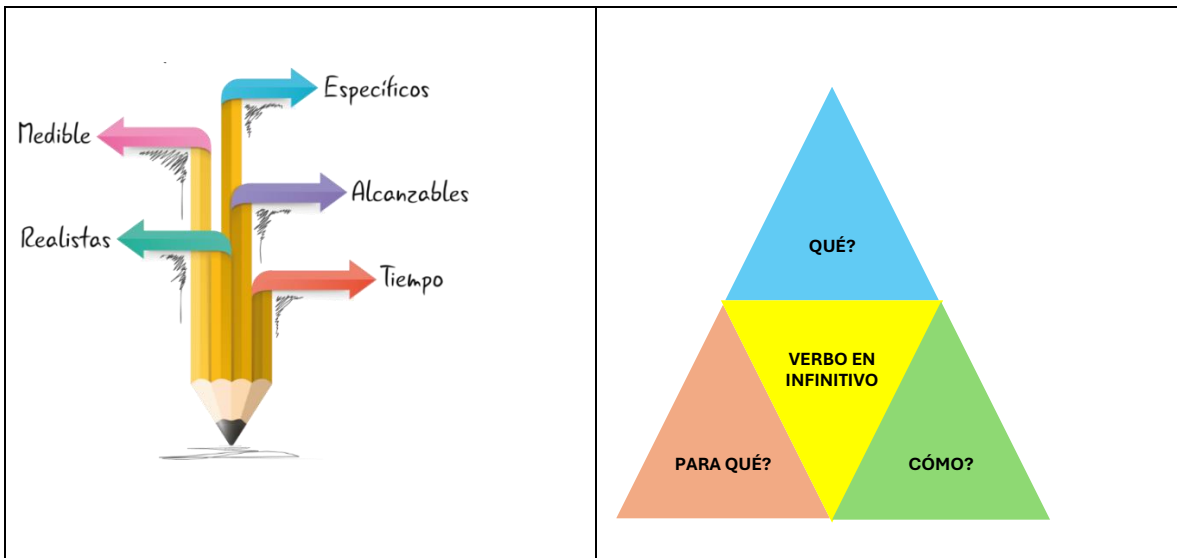 Específicos
Medible
Alcanzables
Realistas
Tiempo
QUÉ?
VERBO EN
INFINITIVO
PARA QUÉ?
CÓMO?